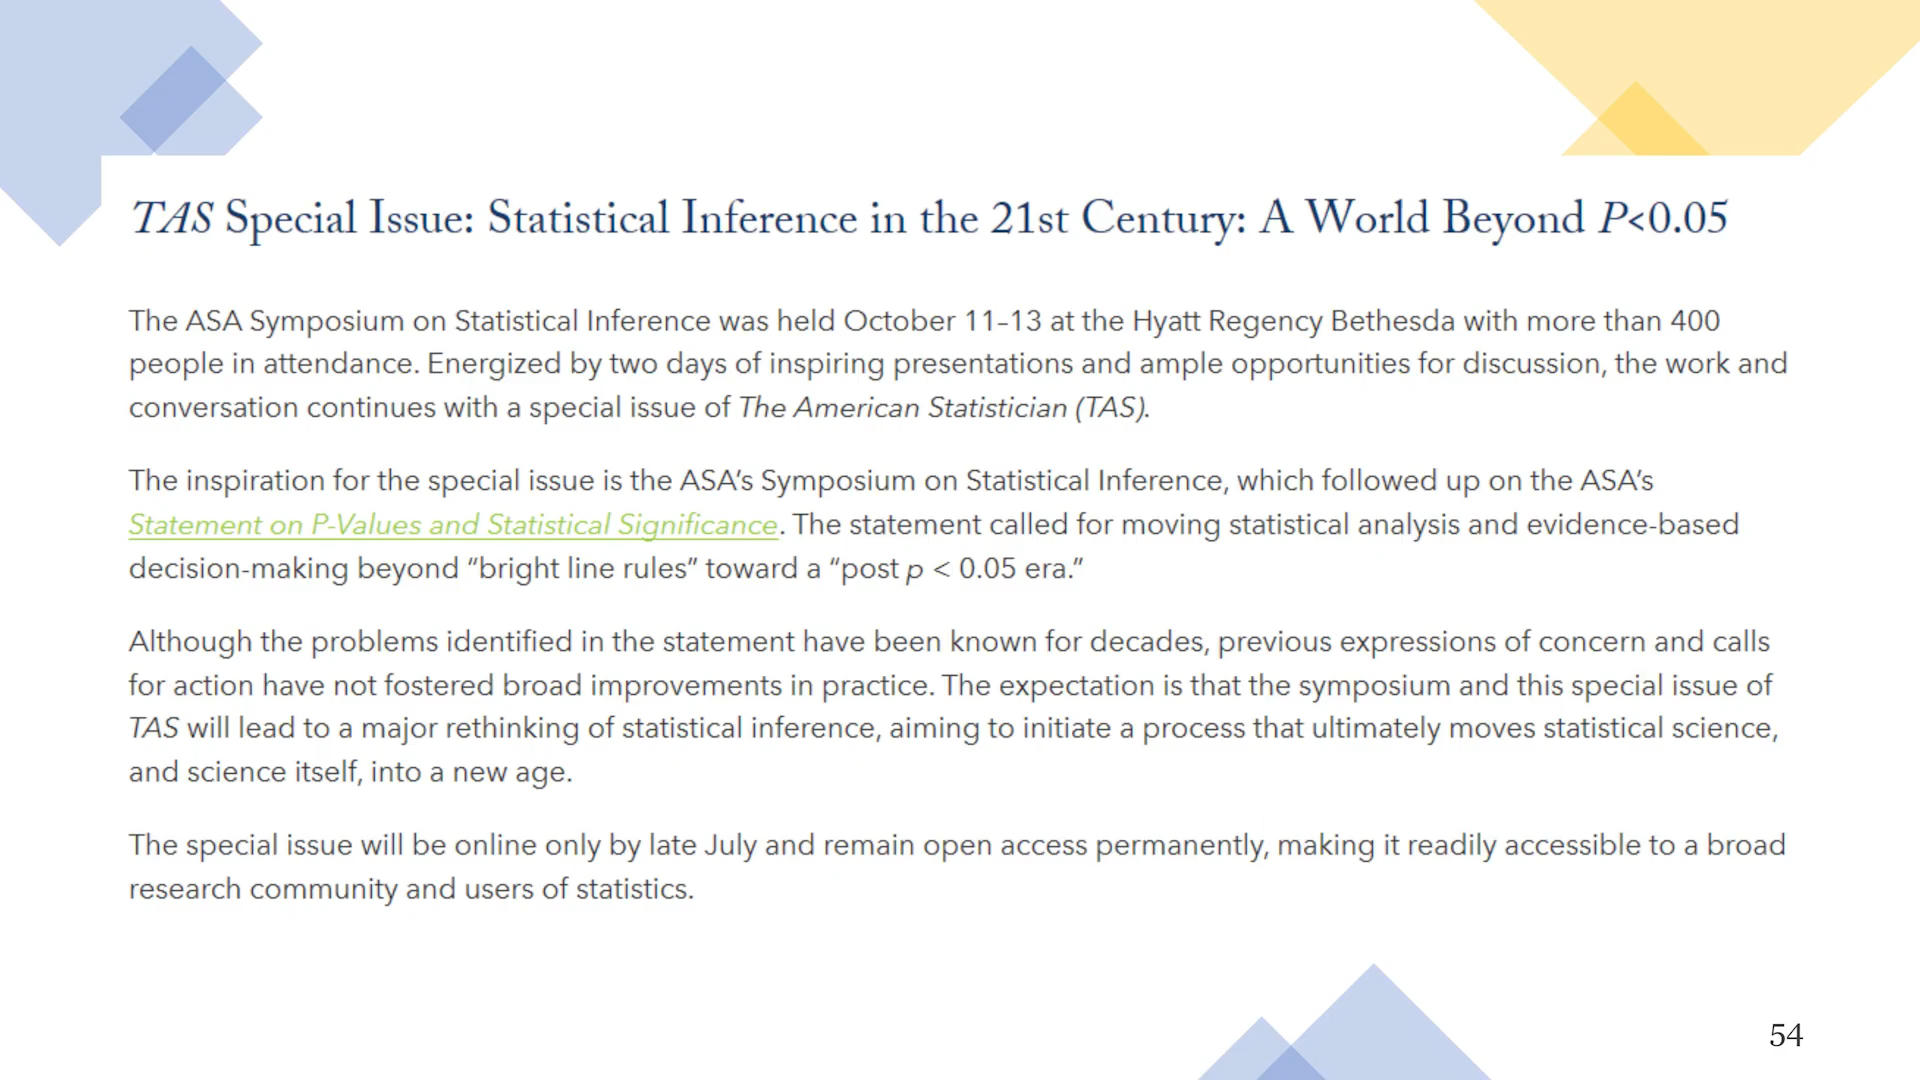 TAS Special Issue: Statistical Inference in the 21st Century: A World Beyond P<0.05
The ASA Symposium on Statistical Inference was held October 11–13 at the Hyatt Regency Bethesda with more than 400
people in attendance. Energized by two days of inspiring presentations and ample opportunities for discussion, the work and
conversation continues with a special issue of The American Statistician (TAS).
The inspiration for the special issue is the ASA’s Symposium on Statistical Inference, which followed up on the ASA’s
Statement on P-Values and Statistical Significance. The statement called for moving statistical analysis and evidence-based
decision-making beyond “bright line rules” toward a “post p < 0.05 era.”
Although the problems identified in the statement have been known for decades, previous expressions of concern and calls
for action have not fostered broad improvements in practice. The expectation is that the symposium and this special issue of
TAS will lead to a major rethinking of statistical inference, aiming to initiate a process that ultimately moves statistical science,
and science itself, into a new age.
The special issue will be online only by late July and remain open access permanently, making it readily accessible to a broad
research community and users of statistics.
54